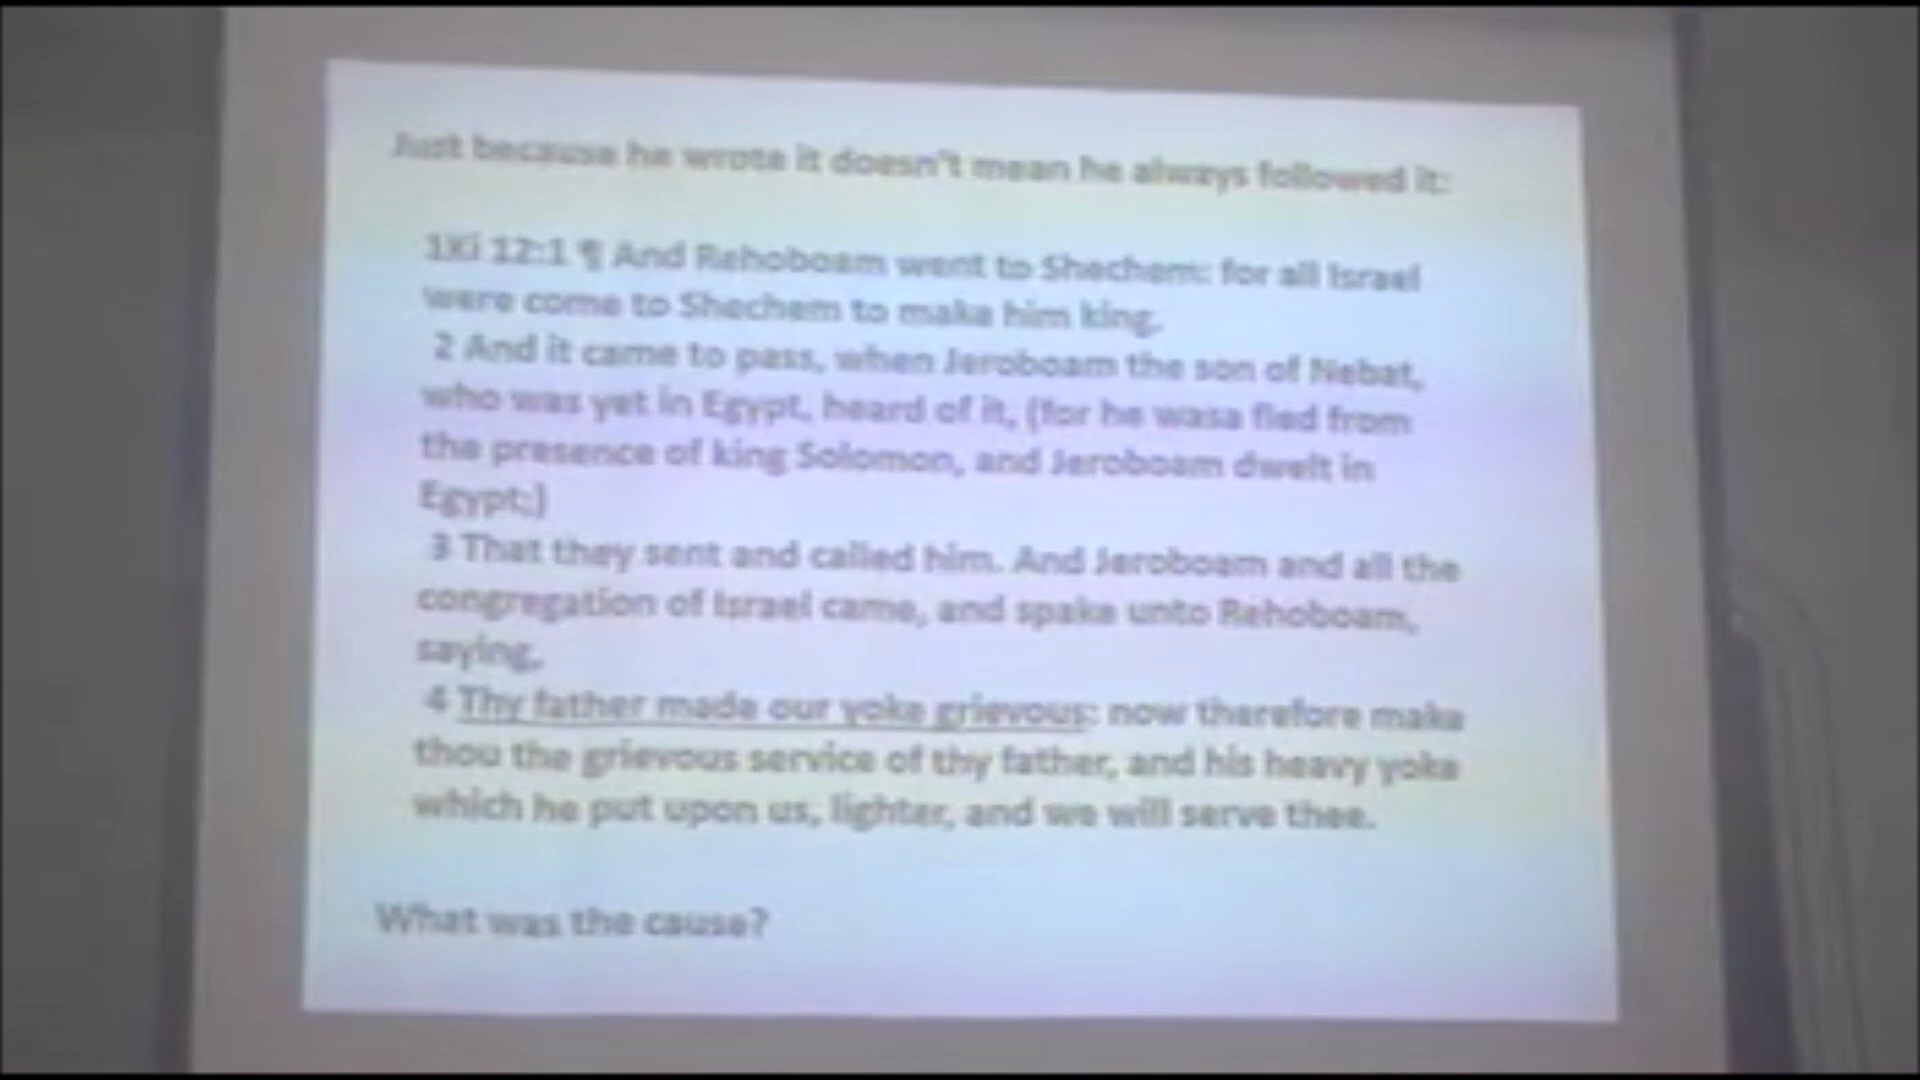 Just because he wrote it doesn't mean he always followed it:
1Ki 12:1 ¶ And Rehoboam went to Shechem: for all Israel
were come to Shechem to make him king.
2 And it came to pass, when Jeroboam the son of Nebat,
who was yet in Egypt, heard of it, (for he wasa fled from
the presence of king Solomon, and Jeroboam dwelt in
Egypt;)
3 That they sent and called him. And Jeroboam and all the
congregation of Israel came, and spake unto Rehoboam,
saying,
4 Thy father made our yoke grievous: now therefore make
thou the grievous service of thy father, and his heavy yoke
which he put upon us, lighter, and we will serve thee.
What was the cause?